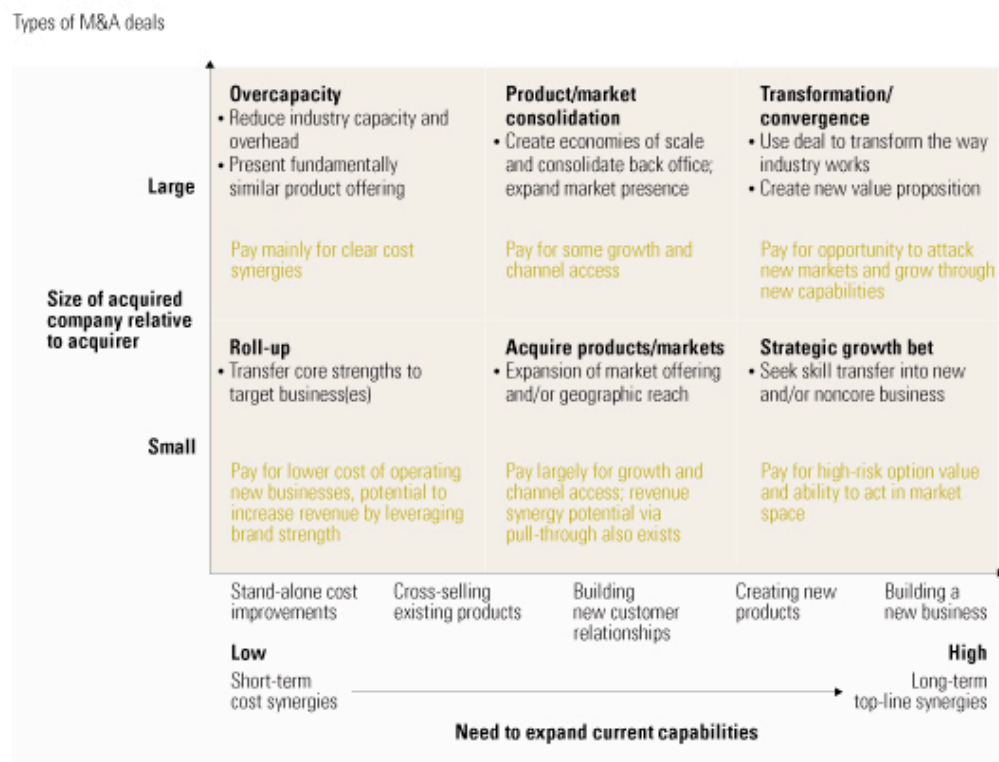 Types of M&A deals
Large
Size of acquired
company relative
to acquirer
Small
Overcapacity
• Reduce industry capacity and
overhead
• Present fundamentally
similar product offering
Pay mainly for clear cost
synergies
Product/market
consolidation
• Create economies of scale
and consolidate back office;
expand market presence
Pay for some growth and
channel access
Transformation/
convergence
• Use deal to transform the way
industry works
• Create new value proposition
Pay for opportunity to attack
new markets and grow through
new capabilities
Roll-up
• Transfer core strengths to
target business(es)
Pay for lower cost of operating
new businesses, potential to
increase revenue by leveraging
brand strength
Acquire products/markets
• Expansion of market offering
and/or geographic reach
Pay largely for growth and
channel access; revenue
synergy potential via
pull-through also exists
Strategic growth bet
• Seek skill transfer into new
and/or noncore business
Pay for high-risk option value
and ability to act in market
space
Stand-alone cost
improvements
Cross-selling
existing products
Building
new customer
relationships
Creating new
products
Building a
new business
Low
Short-term
cost synergies
High
Long-term
top-line synergies
Need to expand current capabilities